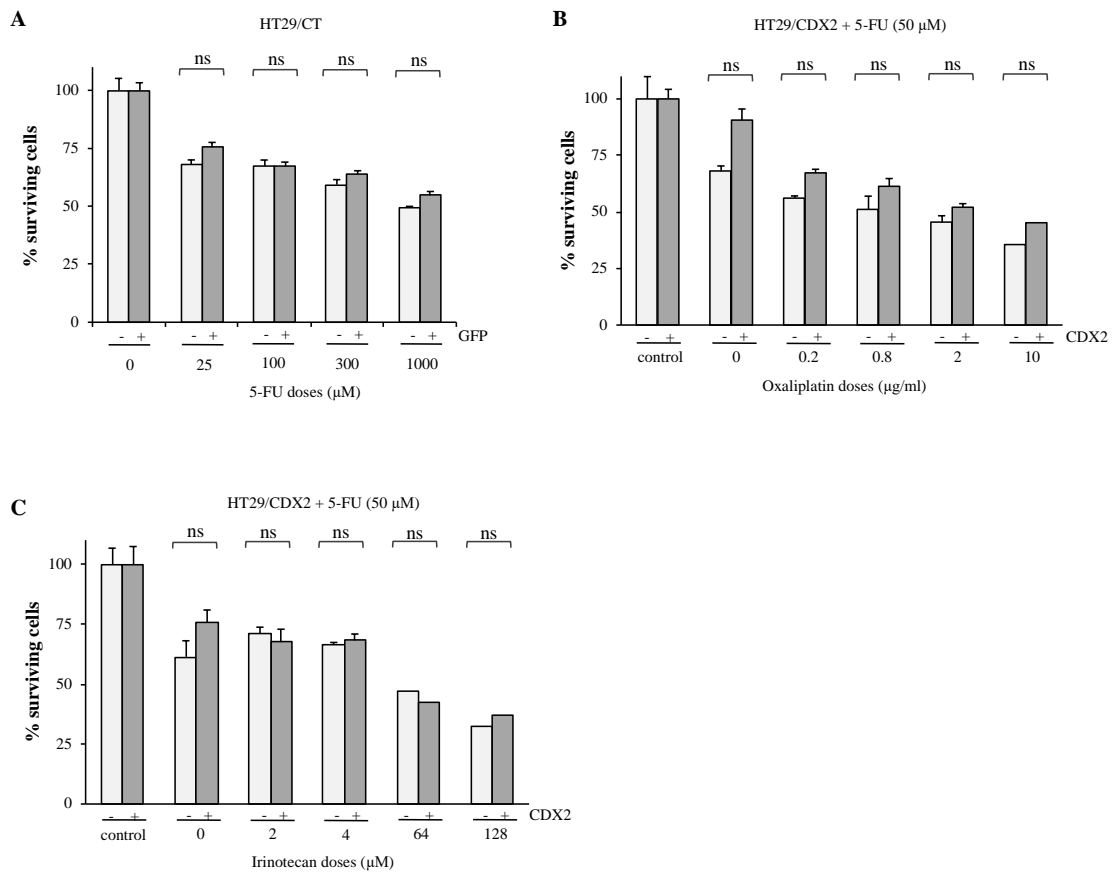 A
HT29/CT
ns ns ns ns
100
75
50
25
0
% surviving cells
- + - + - + - + - + GFP
0 25 100 300 1000
5-FU doses (μM)
B
HT29/CDX2 + 5-FU (50 μM)
ns ns ns ns ns
100
75
50
25
0
% surviving cells
- + - + - + - + - + - + CDX2
control 0 0.2 0.8 2 10
Oxaliplatin doses (μg/ml)
C
HT29/CDX2 + 5-FU (50 μM)
ns ns ns ns ns
100
75
50
25
0
% surviving cells
- + - + - + - + - + - + CDX2
control 0 2 4 64 128
Irinotecan doses (μM)